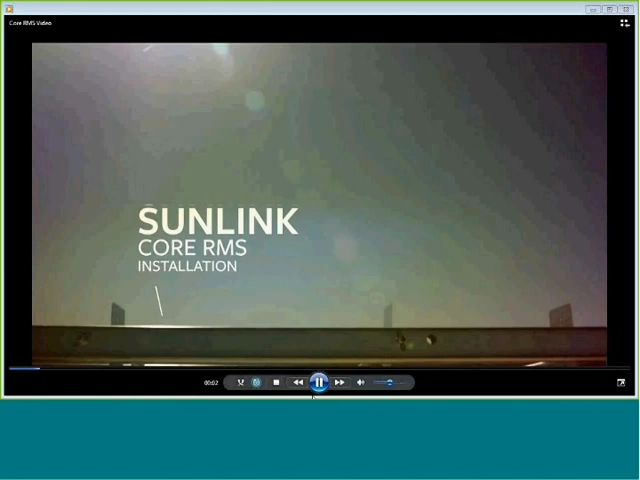 Core RMS Video
SUNLINK
CORE RMS
INSTALLATION
00:02